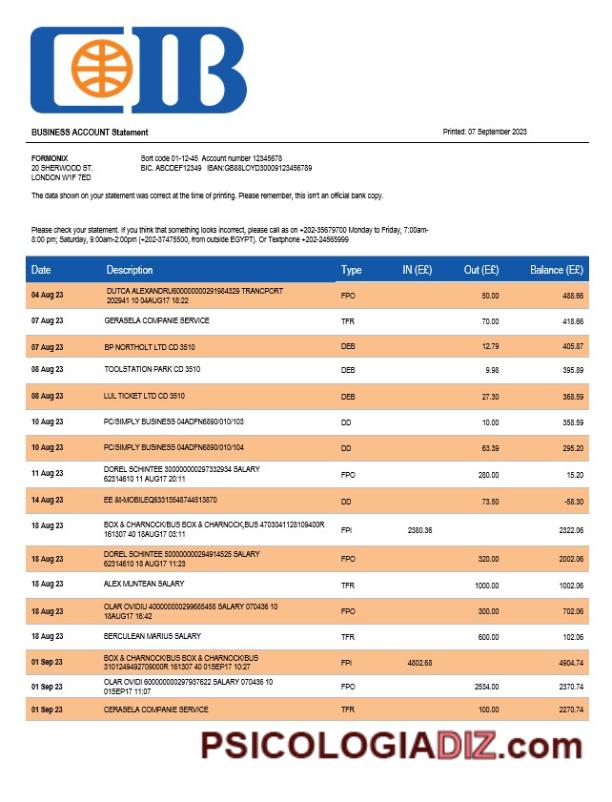 CIB
BUSINESS ACCOUNT Statement Printed: 07 September 2023
FORMONIX Sort code 01-12-45 Account number 12345678
20 SHERWOOD ST. BIC. ABCDEF12349 IBAN:GB88LOYD30009123456789
LONDON W1F 7ED
The data shown on your statement was correct at the time of printing. Please remember, this isn't an official bank copy.
Please check your statement. If you think that something looks incorrect, please call as on +202-35679700 Monday to Friday, 7:00am-
8:00 pm; Saturday, 9:00am-2:00pm (+202-37475500, from outside EGYPT). Or Textphone +202-24565999
Date Description Type IN (E£) Out (E£) Balance (E£)
04 Aug 23 DUTCA ALEXANDRU600000000291984329 TRANCPORT FPO 50.00 488.66
202941 10 04AUG17 18:22
07 Aug 23 GERASELA COMPANIE SERVICE TFR 70.00 418.66
07 Aug 23 BP NORTHOLT LTD CD 3510 DEB 12.79 405.87
08 Aug 23 TOOLSTATION PARK CD 3510 DEB 9.98 395.89
08 Aug 23 LUL TICKET LTD CD 3510 DEB 27.30 368.59
10 Aug 23 PC/SIMPLY BUSINESS 04ADFN6890/010/103 DD 10.00 358.59
10 Aug 23 PC/SIMPLY BUSINESS 04ADFN6890/010/104 DD 63.39 295.20
11 Aug 23 DOREL SCHINTEE 300000000297332934 SALARY FPO 280.00 15.20
62314610 11 AUG17 20:11
14 Aug 23 EE &t-MOBILEQ63313548744513870 DD 73.50 -58.30
18 Aug 23 BOX & CHARNOCK/BUS BOX & CHARNOCK,BUS 4703041128109400R FPI 2380.36 2322.06
161307 40 18AUG17 03:11
18 Aug 23 DOREL SCHINTEE 500000000294914525 SALARY FPO 320.00 2002.06
62314516 18 AUG17 11:23
18 Aug 23 ALEX MUNTEAN SALARY TFR 1000.00 1002.06
18 Aug 23 OLAR OVIDIU 400000000299685458 SALARY 070436 10 FPO 300.00 702.06
18AUG17 16:42
18 Aug 23 BERCULEAN MARIUS SALARY TFR 600.00 102.06
01 Sep 23 BOX & CHARNOCK/BUS BOX & CHARNOCK/BUS FPI 4802.68 4904.74
3101249492709000R 161307 40 01SEP17 10:27
01 Sep 23 OLAR OVIDI 600000000297937622 SALARY 070436 10 FPO 2534.00 2370.74
01SEP17 11:07
01 Sep 23 CERASELA COMPANIE SERVICE TFR 100.00 2270.74
PSICOLOGIADIZ.com